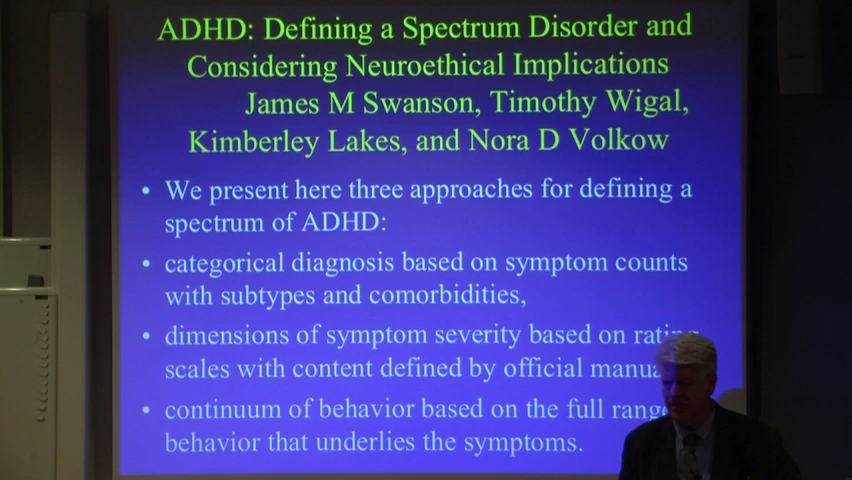 ADHD: Defining a Spectrum Disorder and
Considering Neuroethical Implications
James M Swanson, Timothy Wigal,
Kimberley Lakes, and Nora D Volkow
• We present here three approaches for defining a
spectrum of ADHD:
• categorical diagnosis based on symptom counts
with subtypes and comorbidities,
• dimensions of symptom severity based on rating
scales with content defined by official
• continuum of behavior based on the full range
behavior that underlies the symptoms.